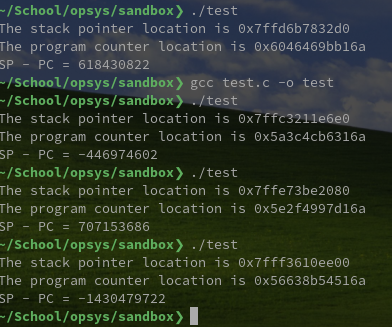 ~/School/opsys/sandbox❯ ./test
The stack pointer location is 0x7ffd6b7832d0
The program counter location is 0x6046469bb16a
SP - PC = 618430822
~/School/opsys/sandbox❯ gcc test.c -o test
~/School/opsys/sandbox❯ ./test
The stack pointer location is 0x7ffc3211e6e0
The program counter location is 0x5a3c4cb6316a
SP - PC = -446974602
~/School/opsys/sandbox❯ ./test
The stack pointer location is 0x7ffe73be2080
The program counter location is 0x5e2f4997d16a
SP - PC = 707153686
~/School/opsys/sandbox❯ ./test
The stack pointer location is 0x7fff3610ee00
The program counter location is 0x56638b54516a
SP - PC = -1430479722
~/School/opsys/sandbox❯